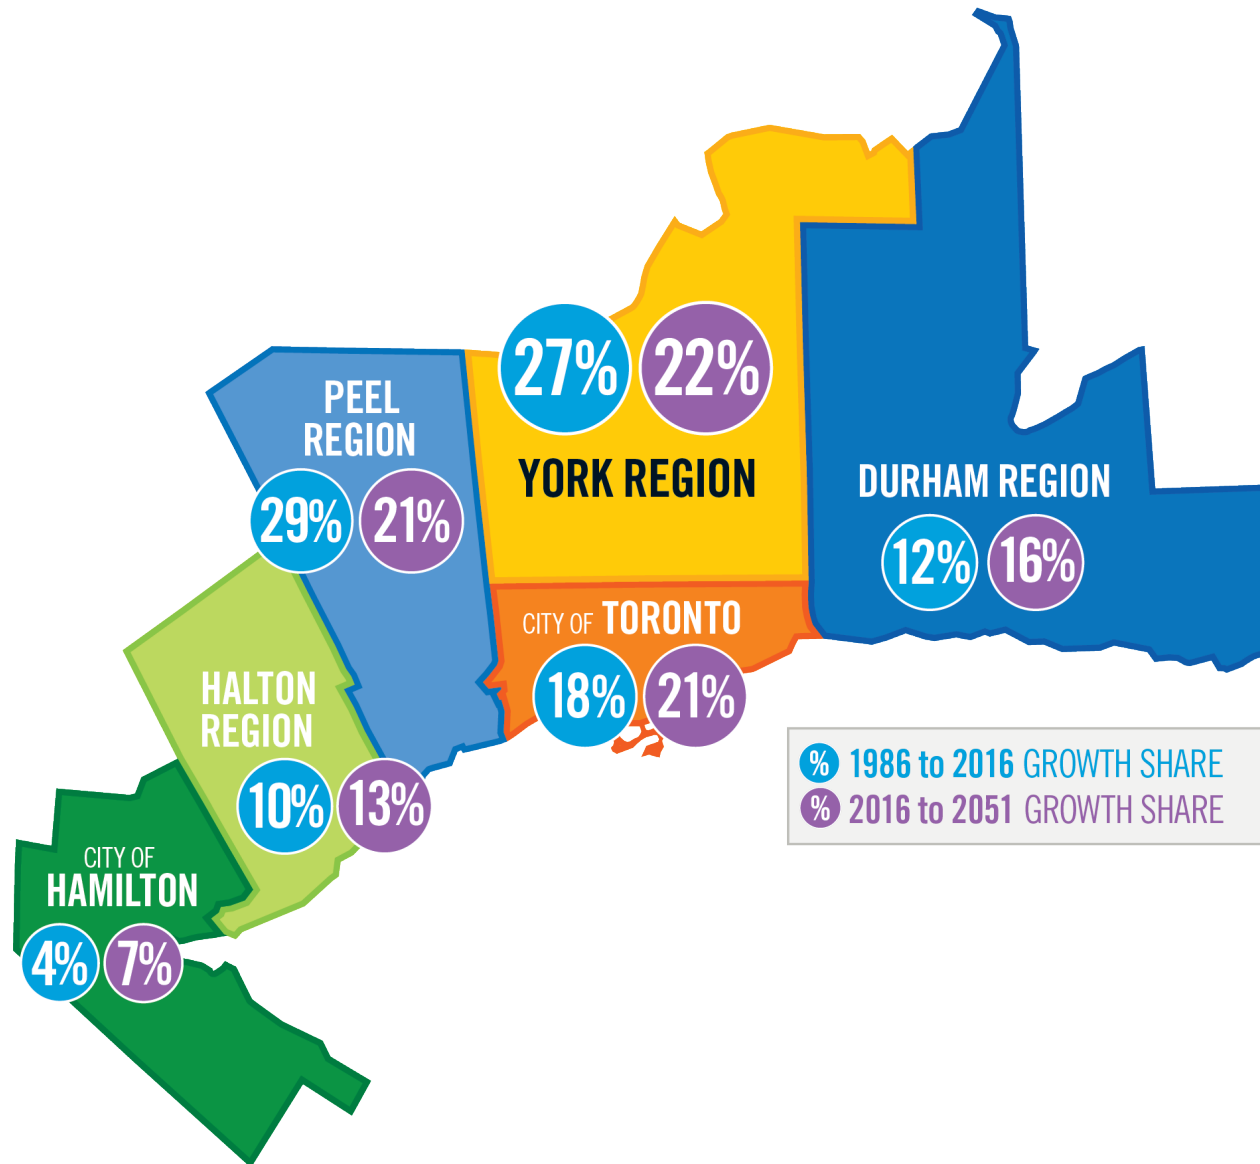 27% 22%
YORK REGION
PEEL
REGION
29% 21%
DURHAM REGION
12% 16%
CITY OF TORONTO
18% 21%
HALTON
REGION
10% 13%
CITY OF
HAMILTON
4% 7%
% 1986 to 2016 GROWTH SHARE
% 2016 to 2051 GROWTH SHARE